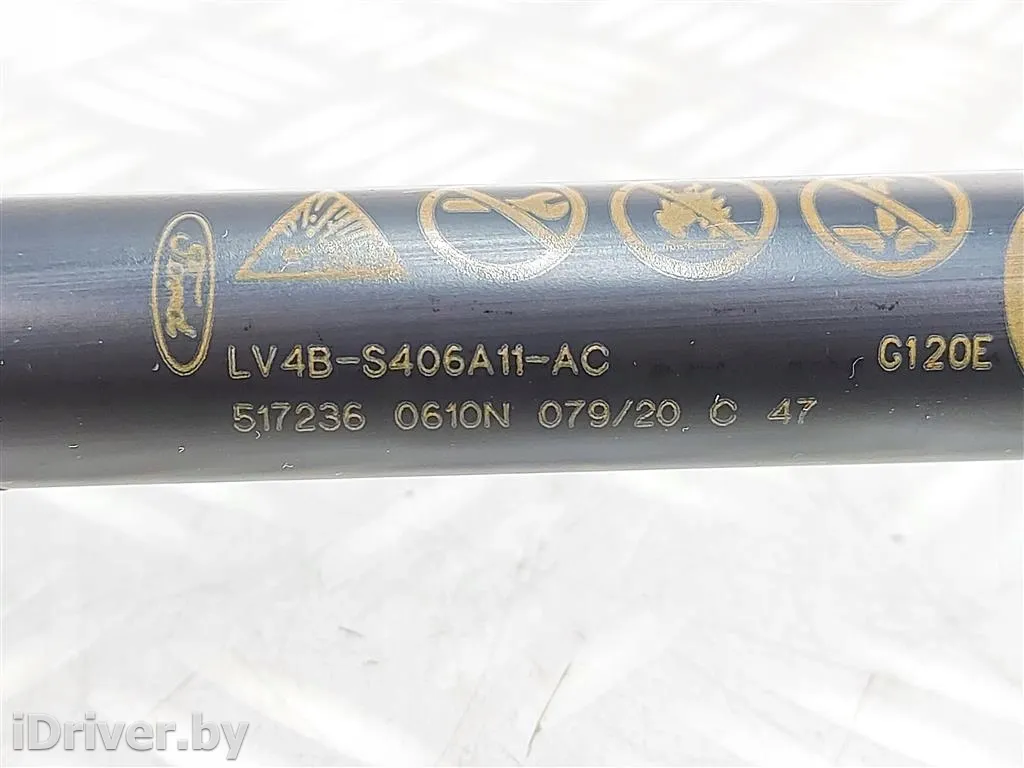 Ford
LV4B-S406A11-AC G120E
517236 0610N 079/20 C 47
iDriver.by